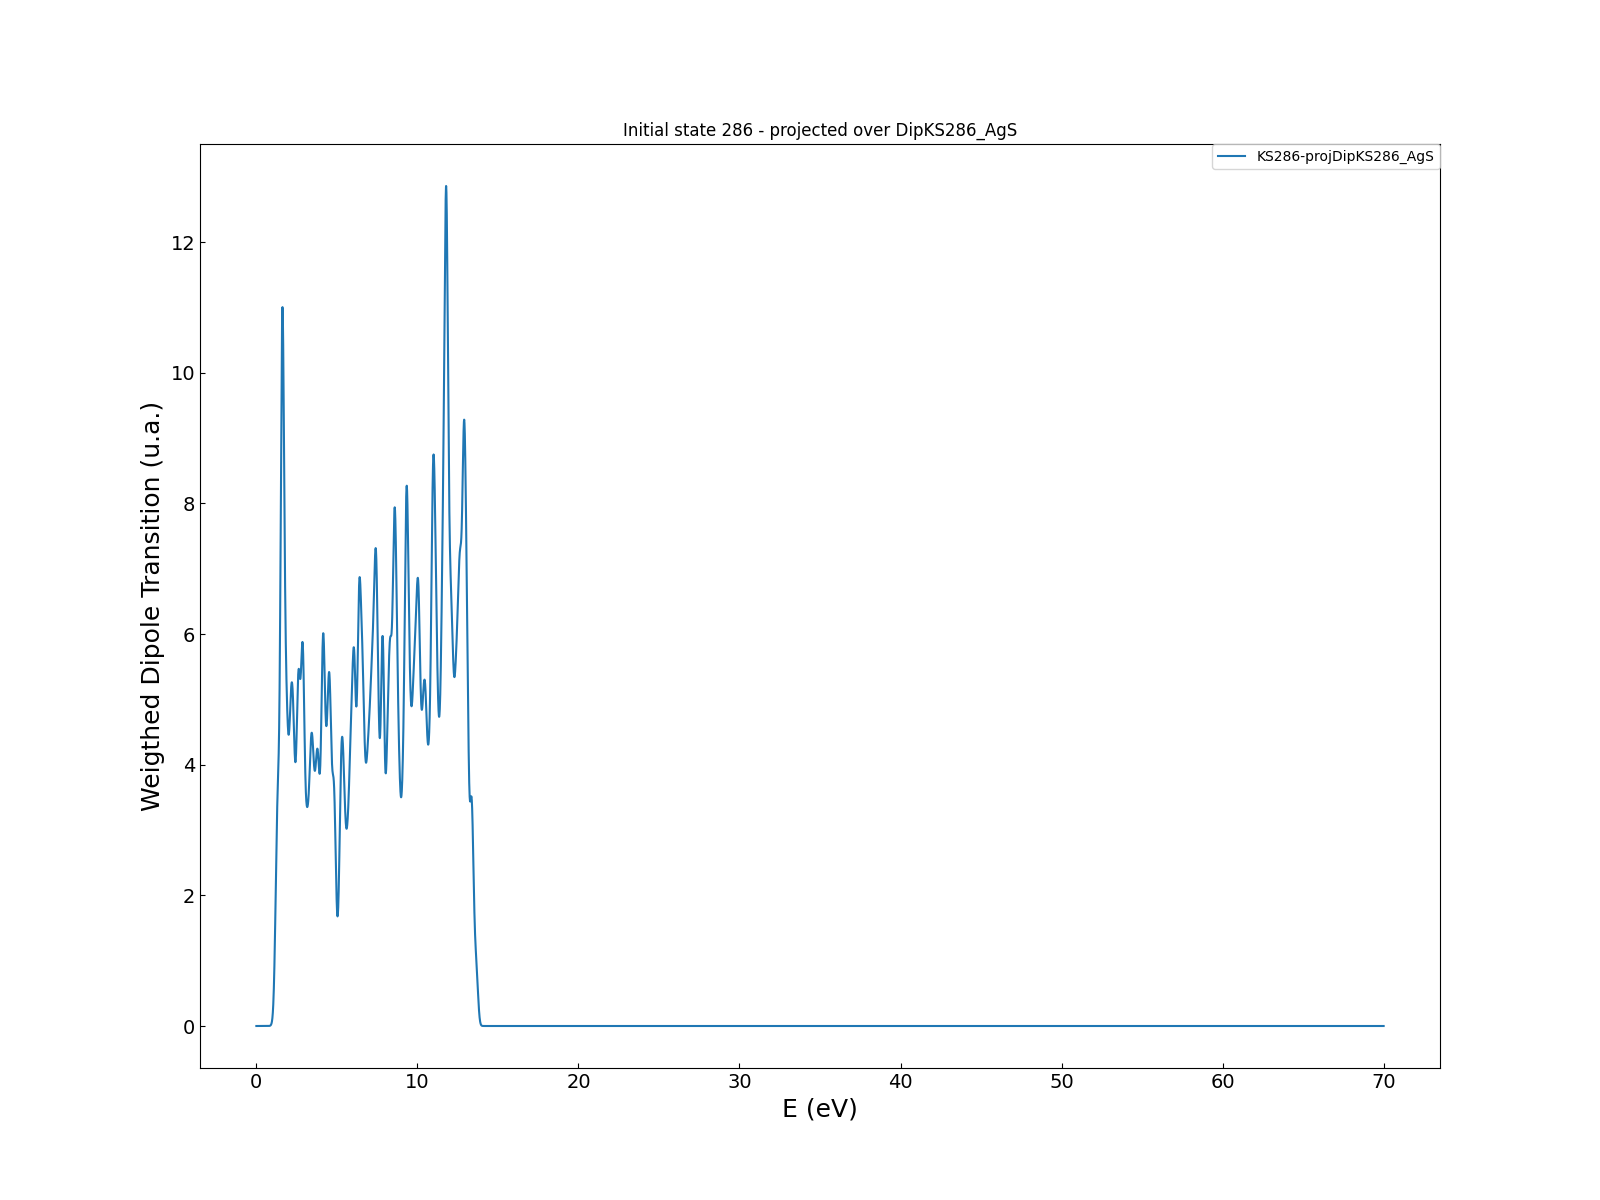 Initial state 286 - projected over DipKS286_AgS
KS286-projDipKS286_AgS
Weigthed Dipole Transition (u.a.)
12
10
8
6
4
2
0
0 10 20 30 40 50 60 70
E (eV)